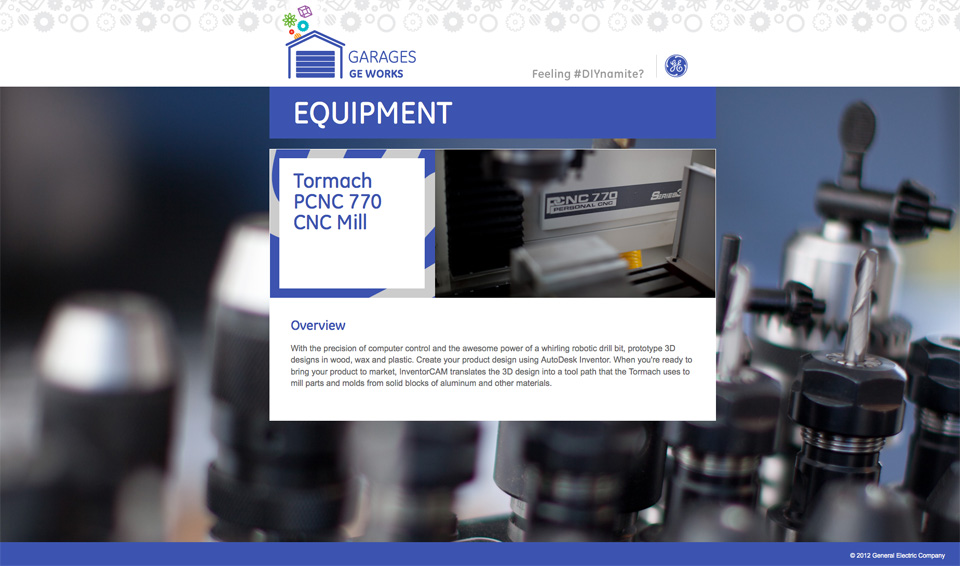 GARAGES
GE WORKS
Feeling #DIYnamite?
GE
EQUIPMENT
Tormach
PCNC 770
CNC Mill
PCNC 770
PERSONAL CNC
SERIES 3
Overview
With the precision of computer control and the awesome power of a whirling robotic drill bit, prototype 3D
designs in wood, wax and plastic. Create your product design using AutoDesk Inventor. When you're ready to
bring your product to market, InventorCAM translates the 3D design into a tool path that the Tormach uses to
mill parts and molds from solid blocks of aluminum and other materials.
© 2012 General Electric Company